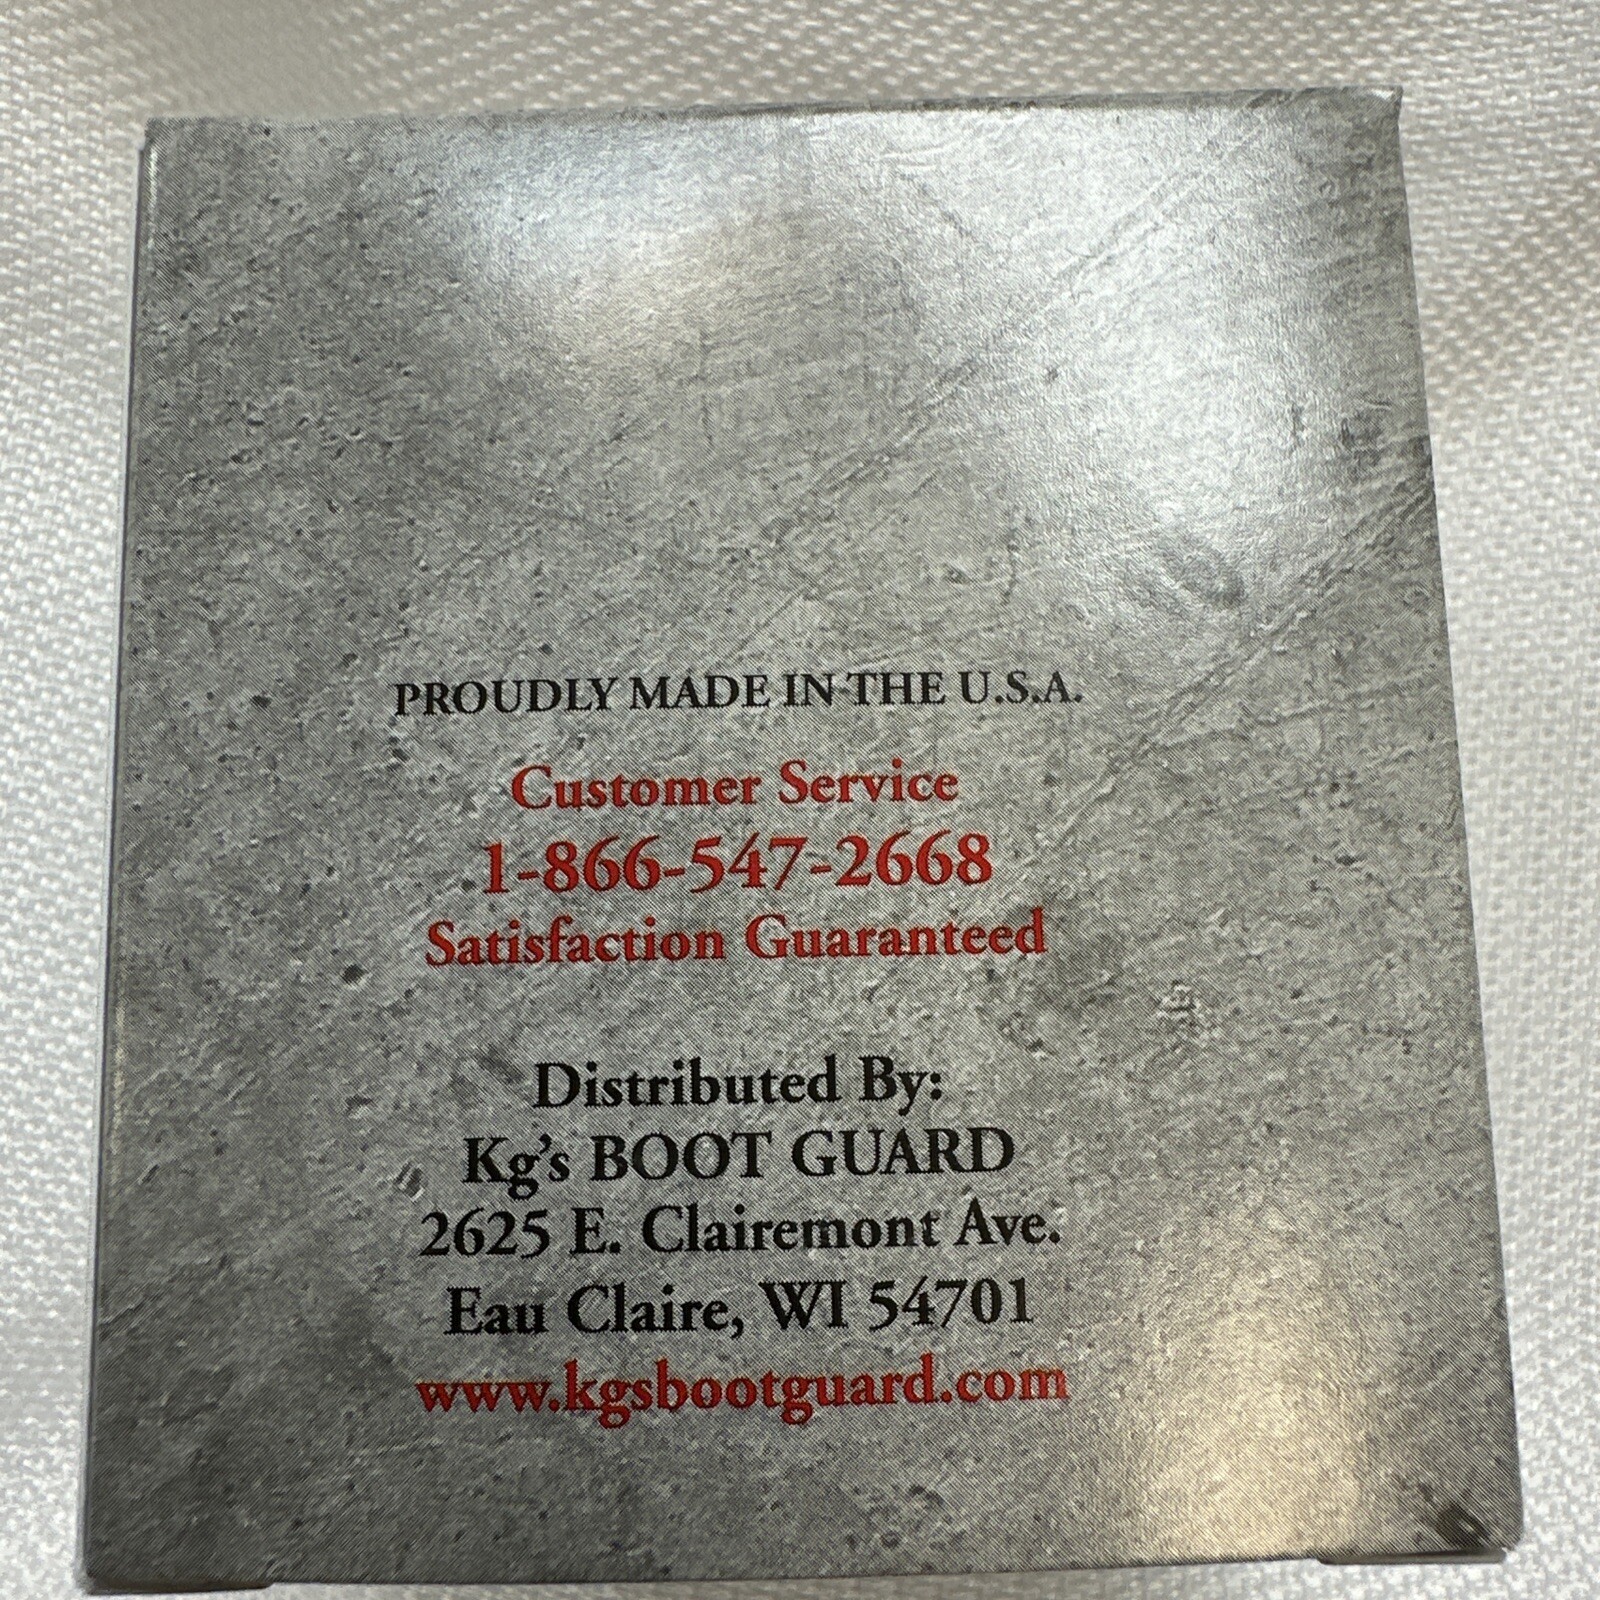 PROUDLY MADE IN THE U.S.A.
Customer Service
1-866-547-2668
Satisfaction Guaranteed
Distributed By:
Kg's BOOT GUARD
2625 E. Clairemont Ave.
Eau Claire, WI 54701
www.kgsbootguard.com